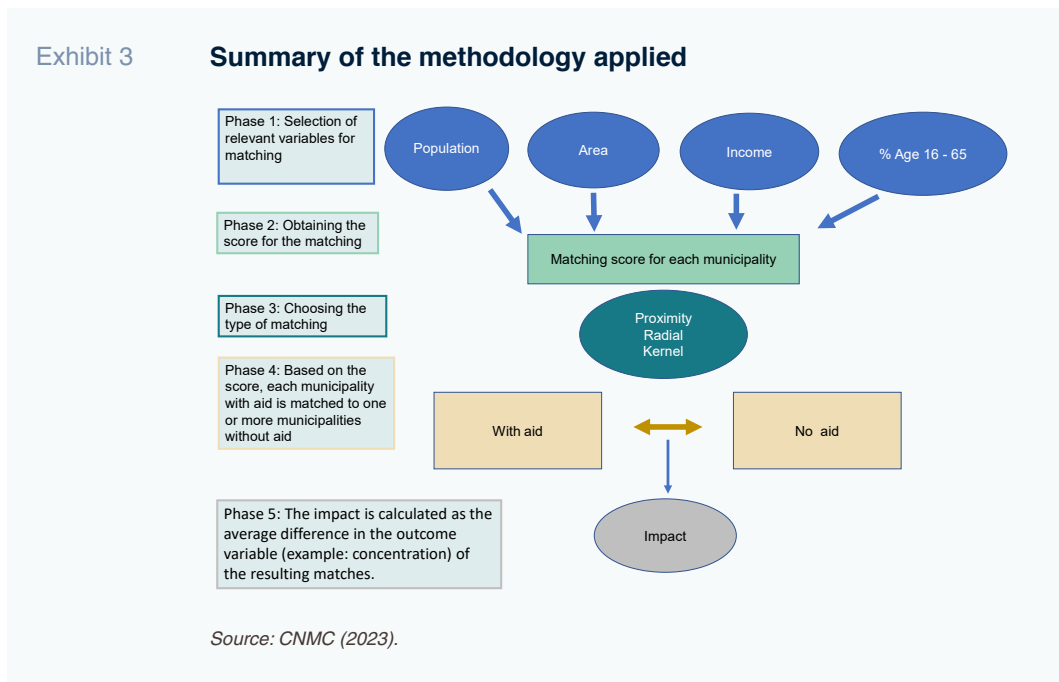 Exhibit 3
Summary of the methodology applied
Phase 1: Selection of
relevant variables for
matching
Population
Area
Income
% Age 16 - 65
Phase 2: Obtaining the
score for the matching
Matching score for each municipality
Phase 3: Choosing the
type of matching
Proximity
Radial
Kernel
Phase 4: Based on the
score, each municipality
with aid is matched to one
or more municipalities
without aid
With aid
No aid
Phase 5: The impact is calculated as the
average difference in the outcome
variable (example: concentration) of
the resulting matches.
Impact
Source: CNMC (2023).